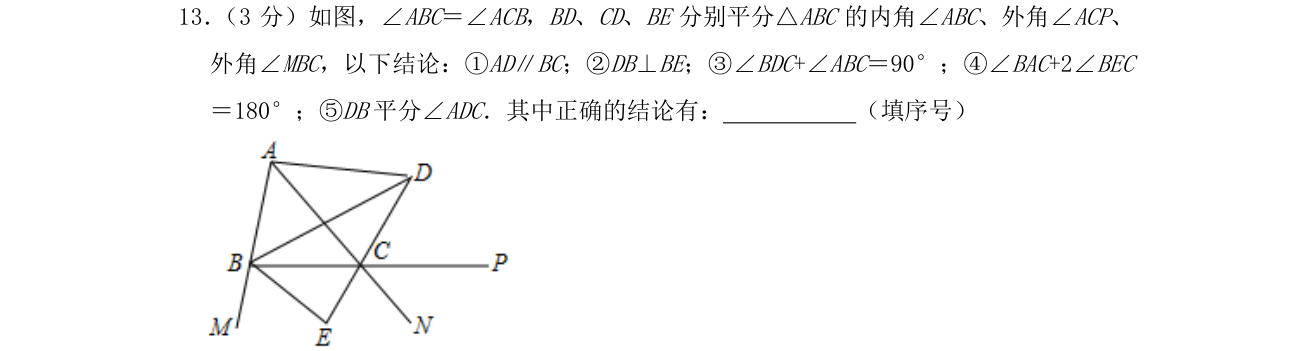 13.（3 分）如图，∠ABC＝∠ACB，BD、CD、BE 分别平分△ABC 的内角∠ABC、外角∠ACP、
外角∠MBC，以下结论：①AD∥BC；②DB⊥BE；③∠BDC+∠ABC＝90°；④∠BAC+2∠BEC
＝180°；⑤DB 平分∠ADC．其中正确的结论有：___________（填序号）
A
D
B
C
P
M
E
N